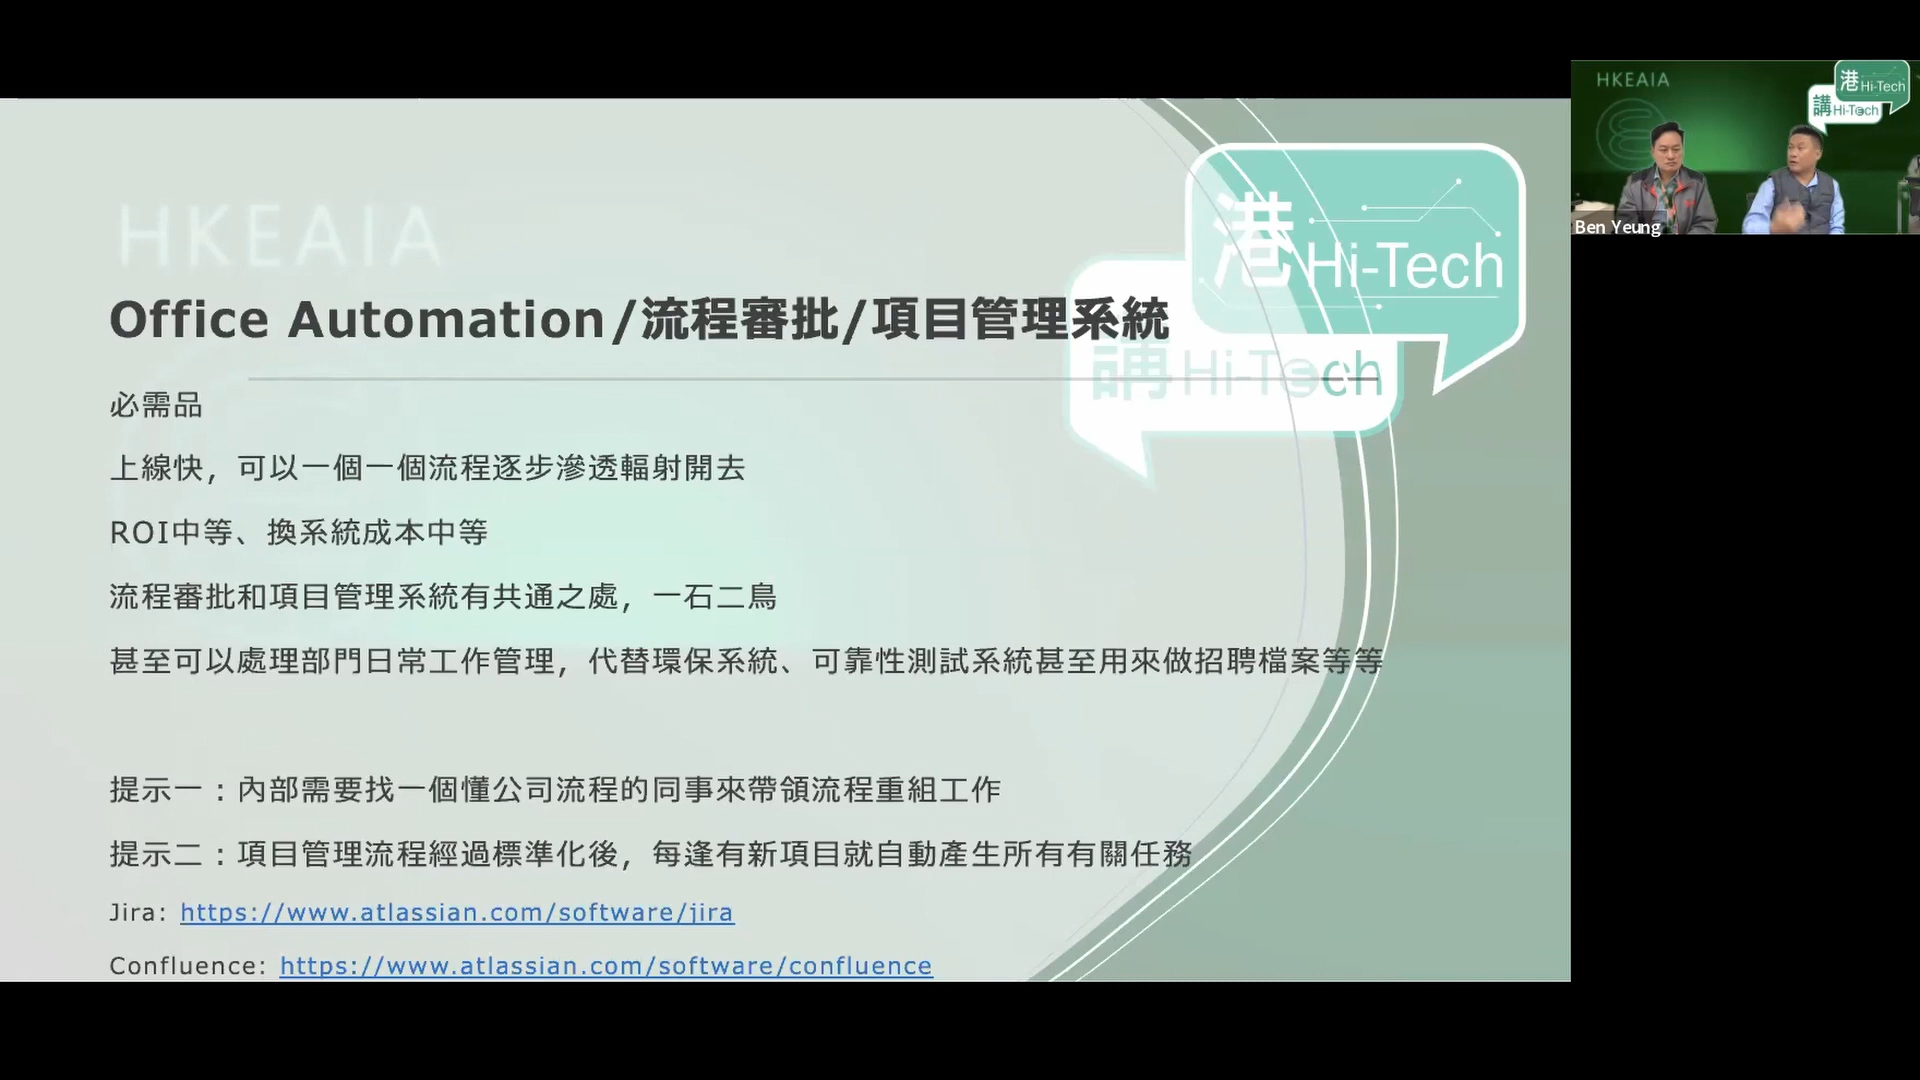 HKEAIA
港Hi-Tech
講Hi-Tech
Office Automation/流程審批/項目管理系統
必需品
上線快，可以一個一個流程逐步滲透輻射開去
ROI中等、換系統成本中等
流程審批和項目管理系統有共通之處，一石二鳥
甚至可以處理部門日常工作管理，代替環保系統、可靠性測試系統甚至用來做招聘檔案等等
提示一：內部需要找一個懂公司流程的同事來帶領流程重組工作
提示二：項目管理流程經過標準化後，每逢有新項目就自動產生所有有關任務
Jira: https://www.atlassian.com/software/jira
Confluence: https://www.atlassian.com/software/confluence
HKEAIA
港Hi-Tech
講Hi-Tech
Ben Yeung